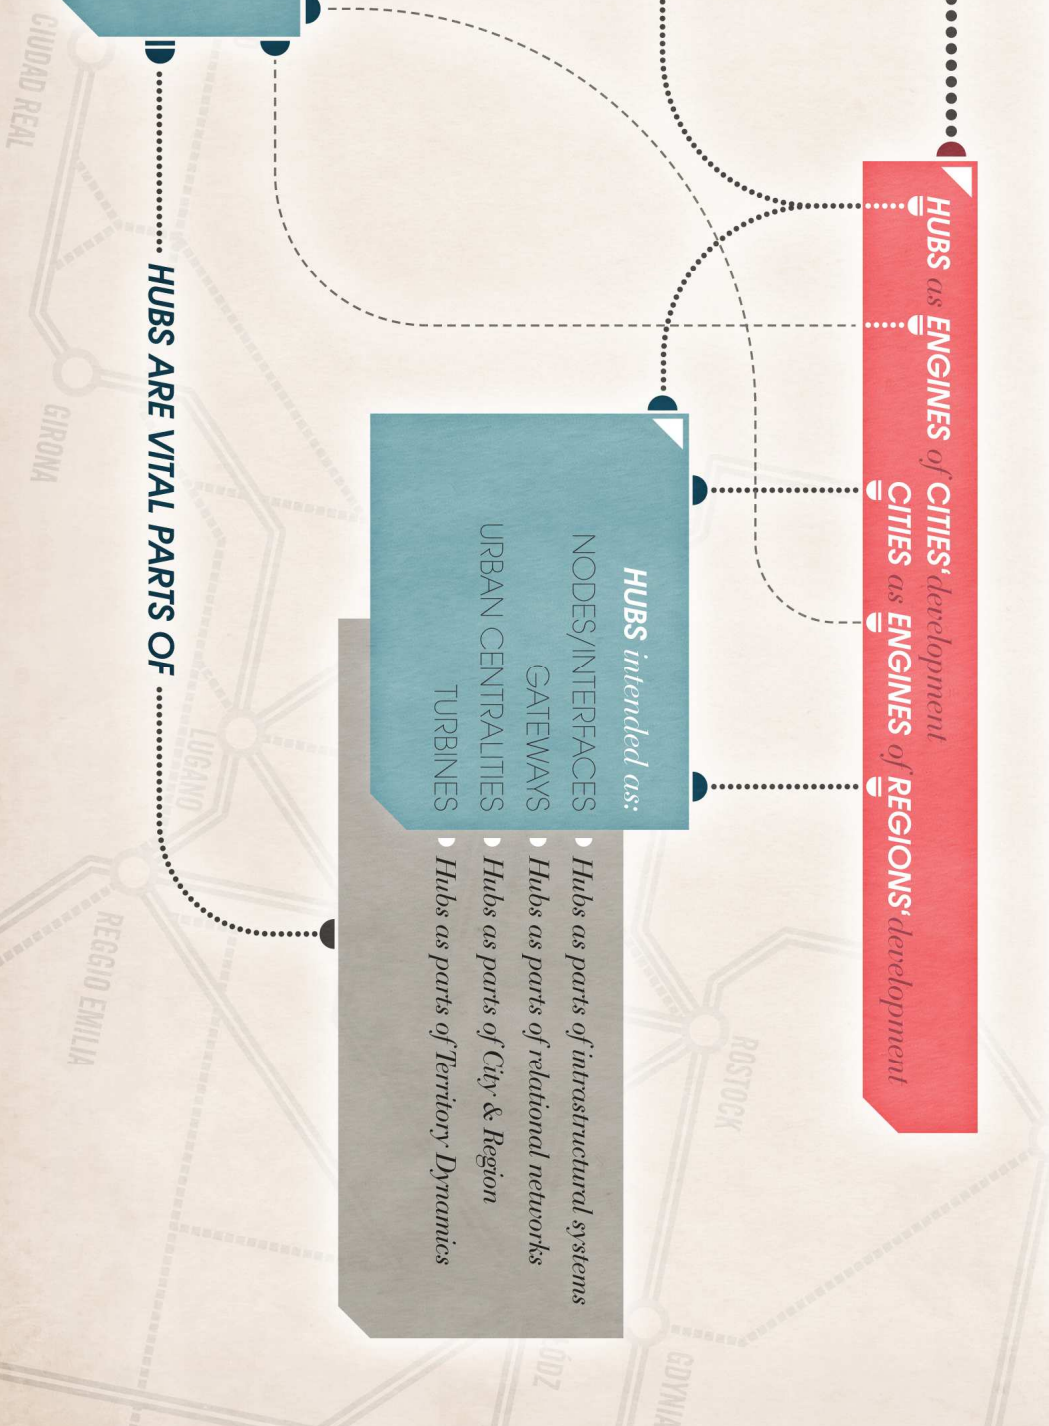 HUBS as ENGINES of CITIES‘ development
CITIES as ENGINES of REGIONS‘ development
HUBS intended as:
NODES/INTERFACES
Hubs as parts of intrastructural systems
GATEWAYS
Hubs as parts of relational networks
URBAN CENTRALITIES
Hubs as parts of City & Region
TURBINES
Hubs as parts of Territory Dynamics
HUBS ARE VITAL PARTS OF
CIUDAD REAL
GIRONA
LUGANO
REGGIO EMILIA
ROSTOCK
ŁÓDZ
GDYNIA